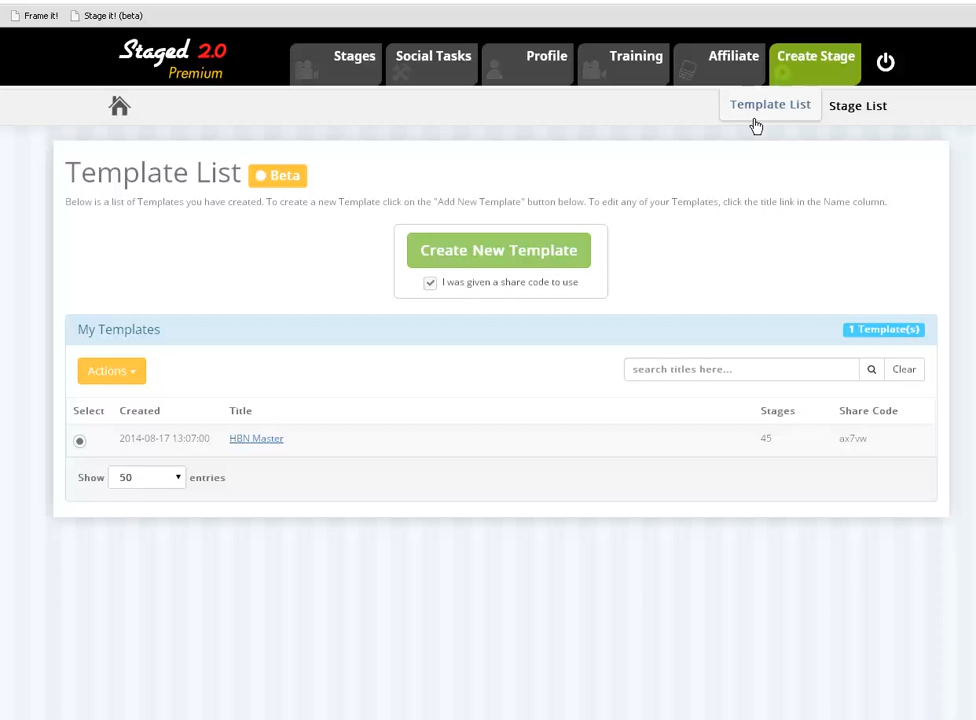 Frame it! Stage it! (beta)
Staged 2.0 Premium
Stages Social Tasks Profile Training Affiliate Create Stage
Template List Stage List
Template List Beta
Below is a list of Templates you have created. To create a new Template click on the "Add New Template" button below. To edit any of your Templates, click the title link in the Name column.
Create New Template
I was given a share code to use
My Templates 1 Template(s)
Actions search titles here... Clear
Select Created Title Stages Share Code
2014-08-17 13:07:00 HBN Master 45 ax7vw
Show 50 entries